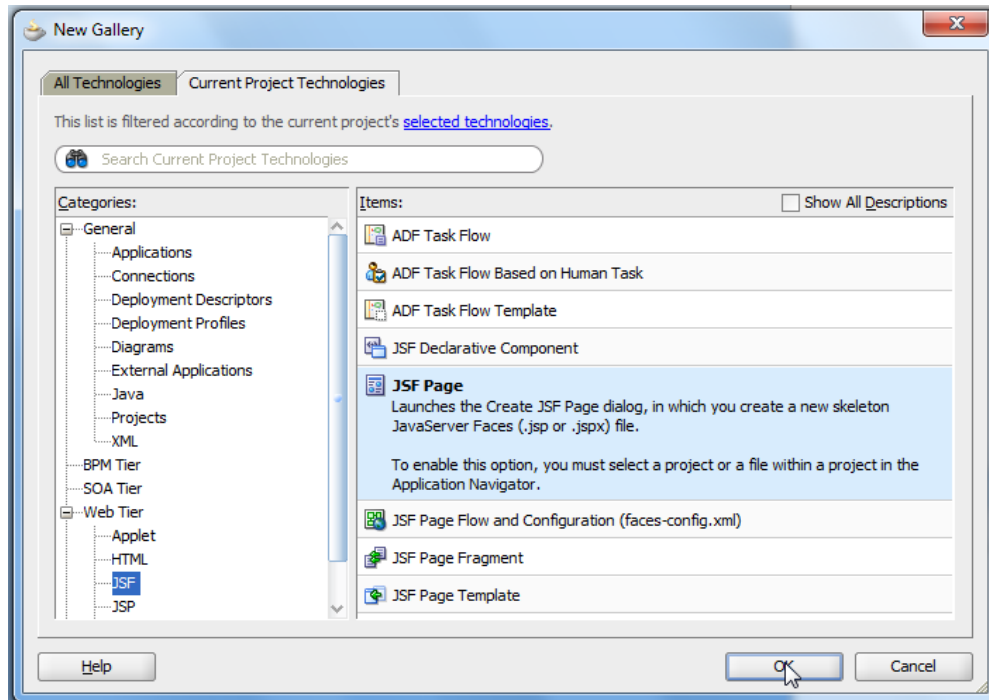 New Gallery
All Technologies
Current Project Technologies
This list is filtered according to the current project's selected technologies.
Search Current Project Technologies
Categories:
General
Applications
Connections
Deployment Descriptors
Deployment Profiles
Diagrams
External Applications
Java
Projects
XML
BPM Tier
SOA Tier
Web Tier
Applet
HTML
JSF
JSP
Items:
Show All Descriptions
ADF Task Flow
ADF Task Flow Based on Human Task
ADF Task Flow Template
JSF Declarative Component
JSF Page
Launches the Create JSF Page dialog, in which you create a new skeleton
JavaServer Faces (.jsp or .jspx) file.
To enable this option, you must select a project or a file within a project in the
Application Navigator.
JSF Page Flow and Configuration (faces-config.xml)
JSF Page Fragment
JSF Page Template
Help
OK
Cancel